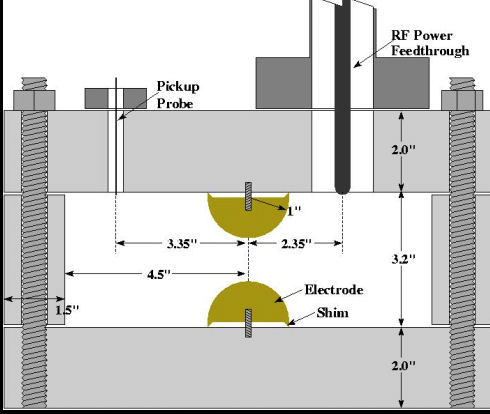 RF Power
Feedthrough
Pickup
Probe
2.0"
1"
3.35"
2.35"
3.2"
4.5"
Electrode
1.5"
Shim
2.0"